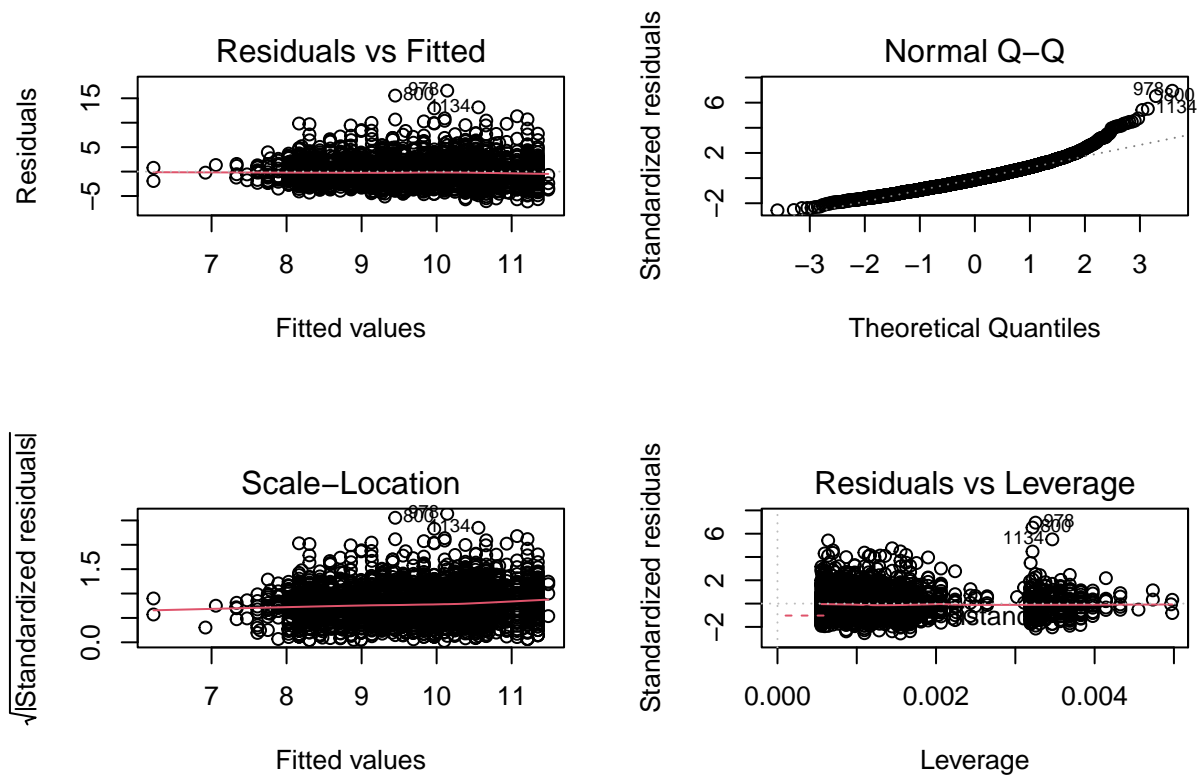 Residuals vs Fitted
Residuals
15
5
−5
978
800
1134
7 8 9 10 11
Fitted values
Normal Q−Q
Standardized residuals
6
2
−2
978
800
1134
−3 −2 −1 0 1 2 3
Theoretical Quantiles
Scale−Location
√|Standardized residuals|
1.5
0.0
978
800
1134
7 8 9 10 11
Fitted values
Residuals vs Leverage
Standardized residuals
6
2
−2
978
800
1134
0.000 0.002 0.004
Leverage